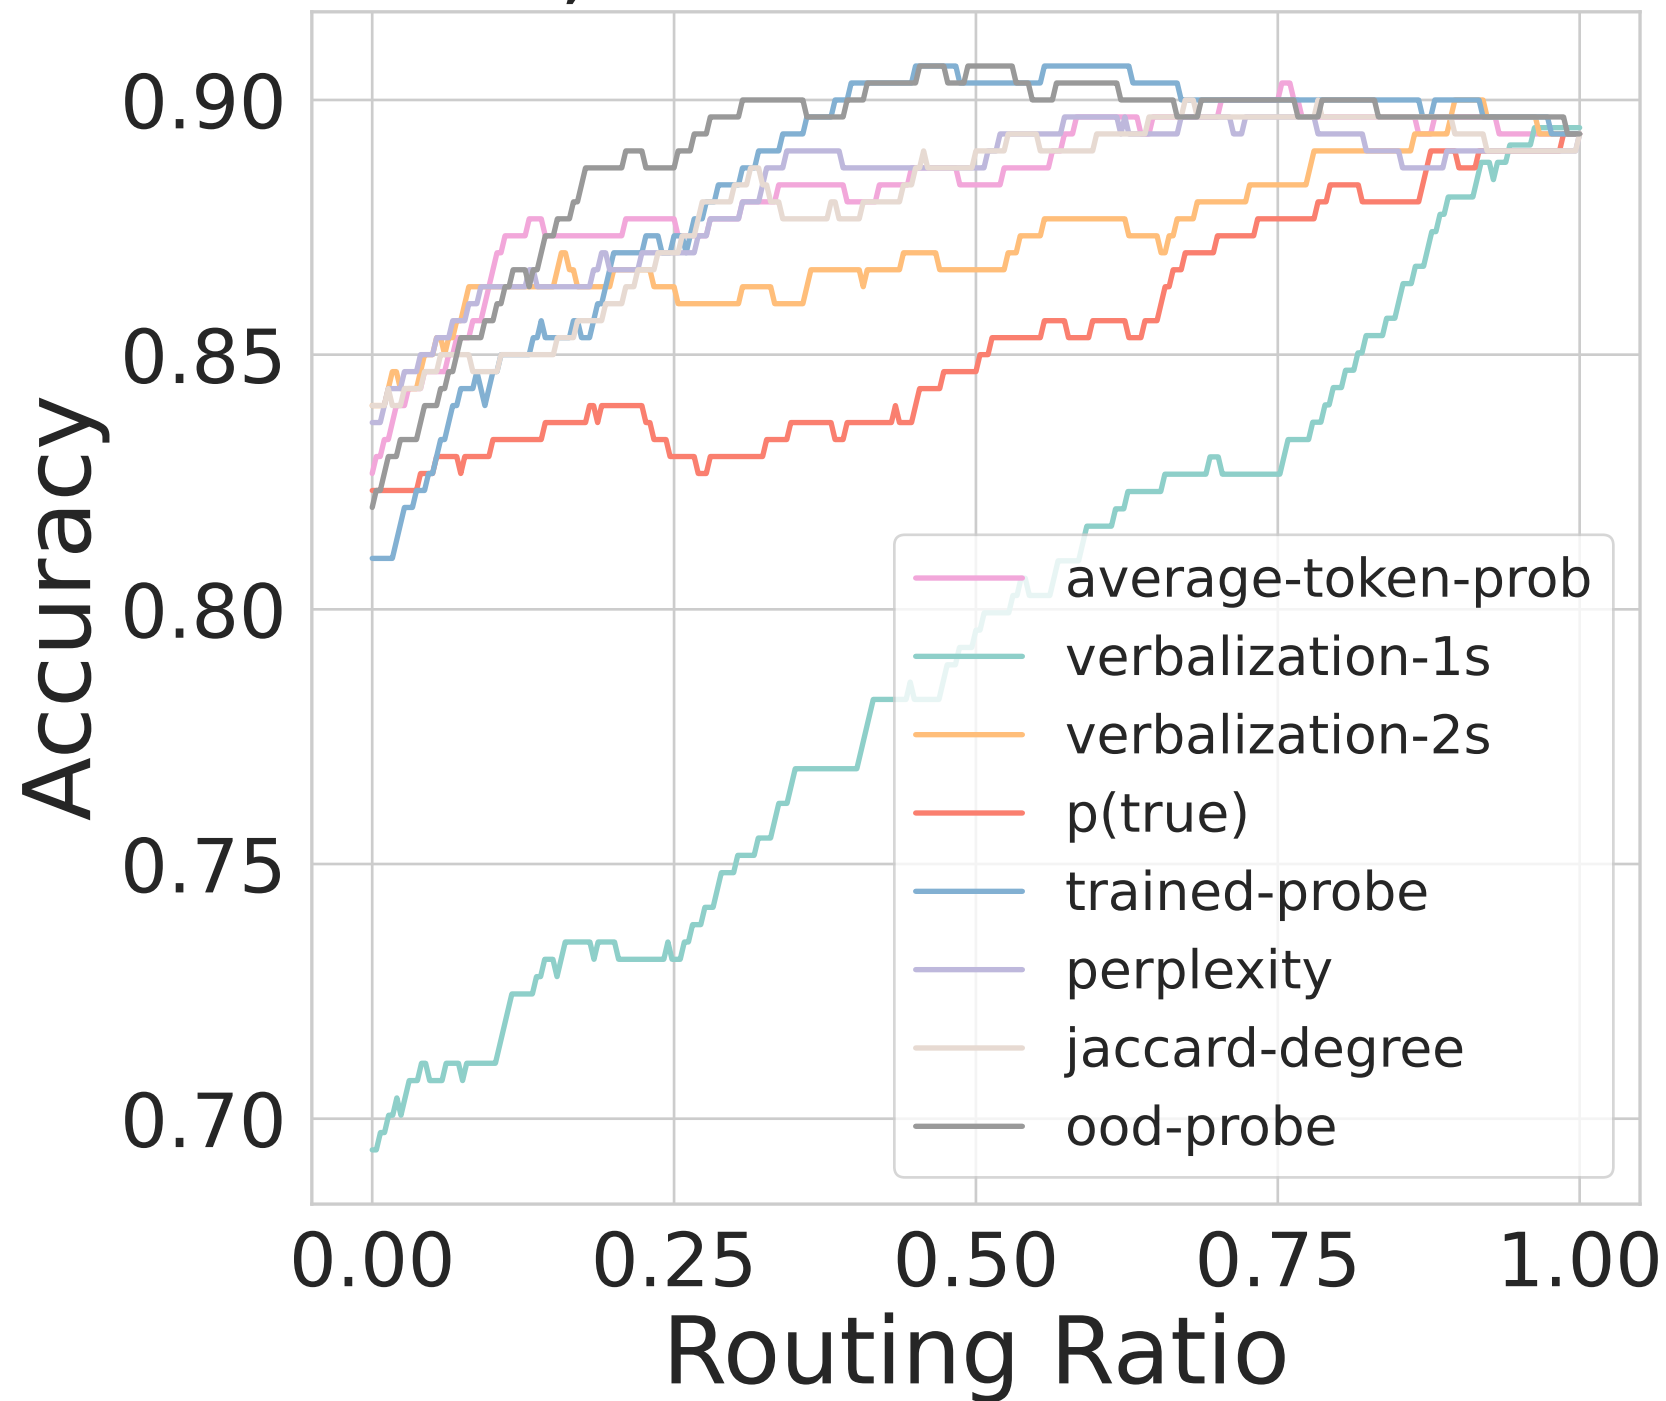 0.90
0.85
0.80
0.75
0.70
Accuracy
average-token-prob
verbalization-1s
verbalization-2s
p(true)
trained-probe
perplexity
jaccard-degree
ood-probe
0.00 0.25 0.50 0.75 1.00
Routing Ratio